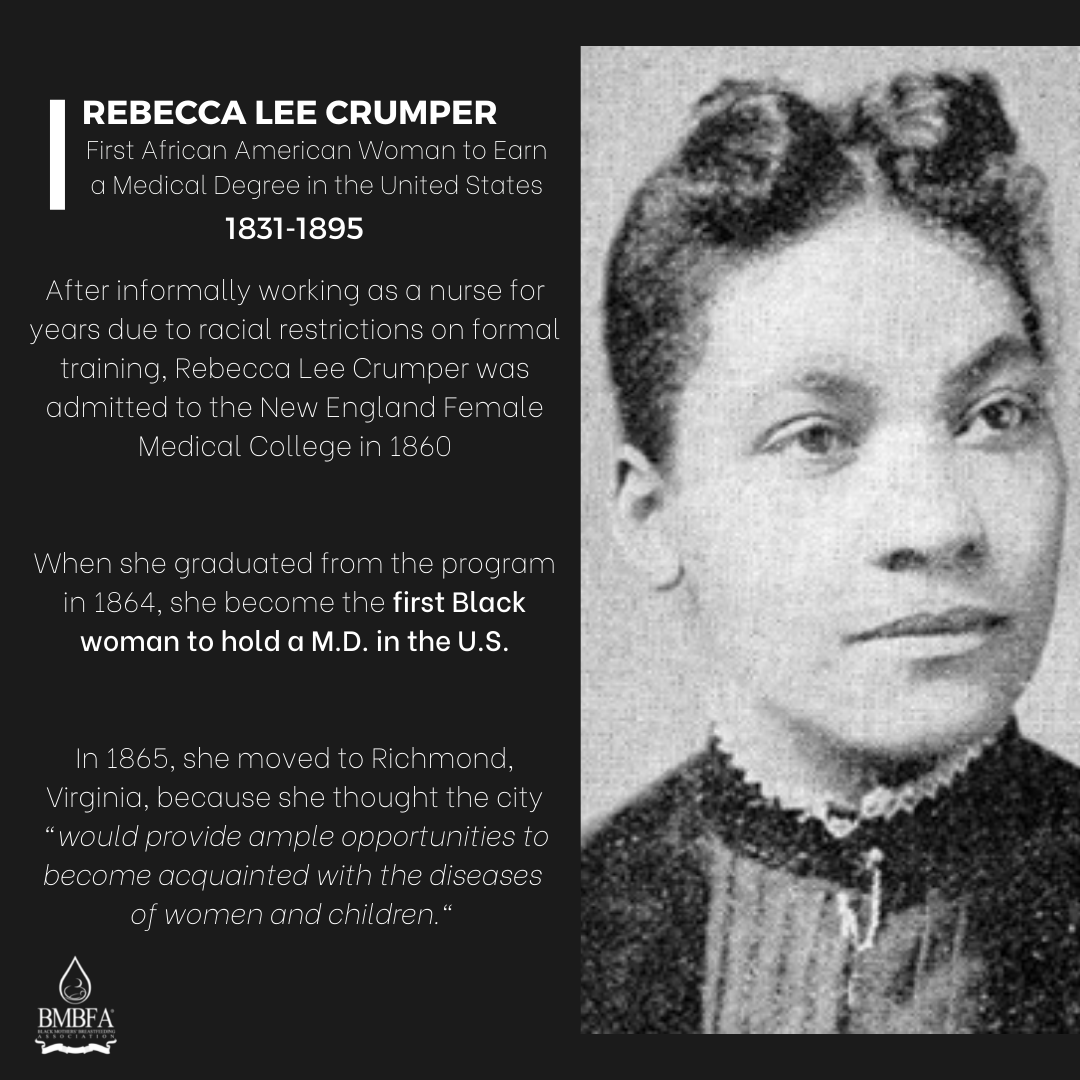 REBECCA LEE CRUMPER
First African American Woman to Earn
a Medical Degree in the United States
1831-1895
After informally working as a nurse for
years due to racial restrictions on formal
training, Rebecca Lee Crumper was
admitted to the New England Female
Medical College in 1860
When she graduated from the program
in 1864, she become the first Black
woman to hold a M.D. in the U.S.
In 1865, she moved to Richmond,
Virginia, because she thought the city
“would provide ample opportunities to
become acquainted with the diseases
of women and children.“
BMBFA
BLACK MOTHERS' BREASTFEEDING
ASSOCIATION